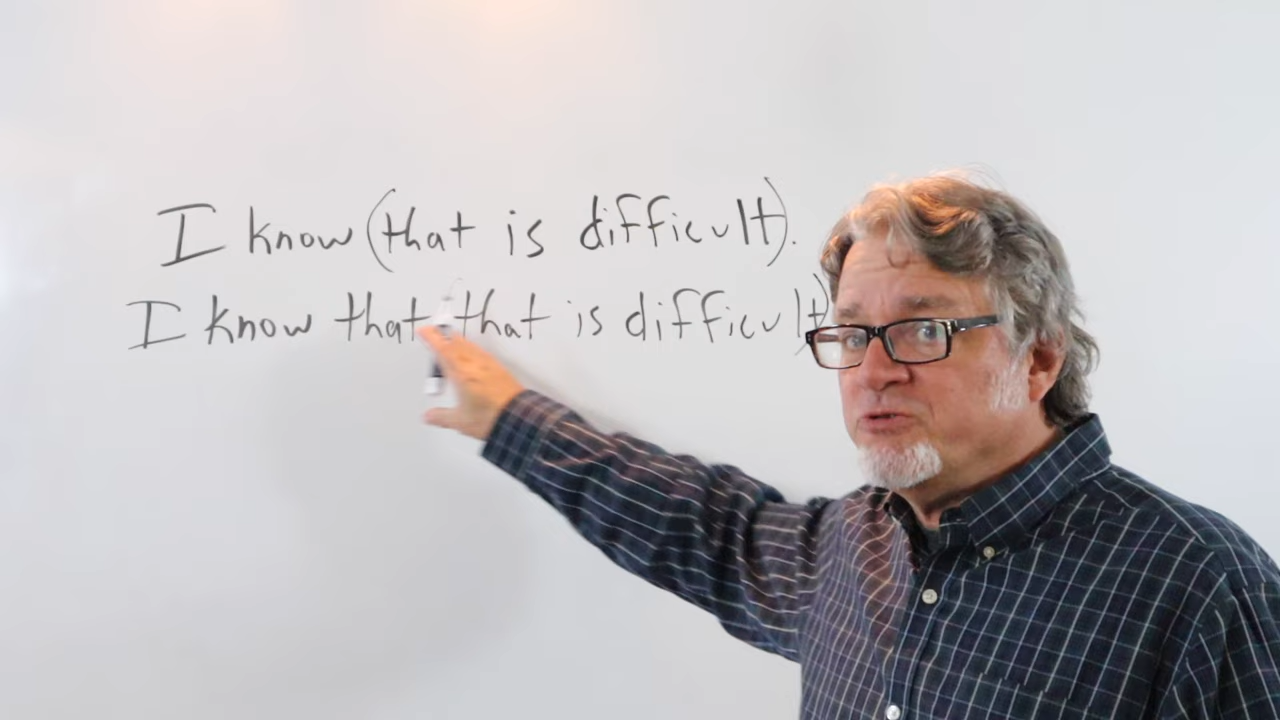 I know (that is difficult).
I know that that is difficult)